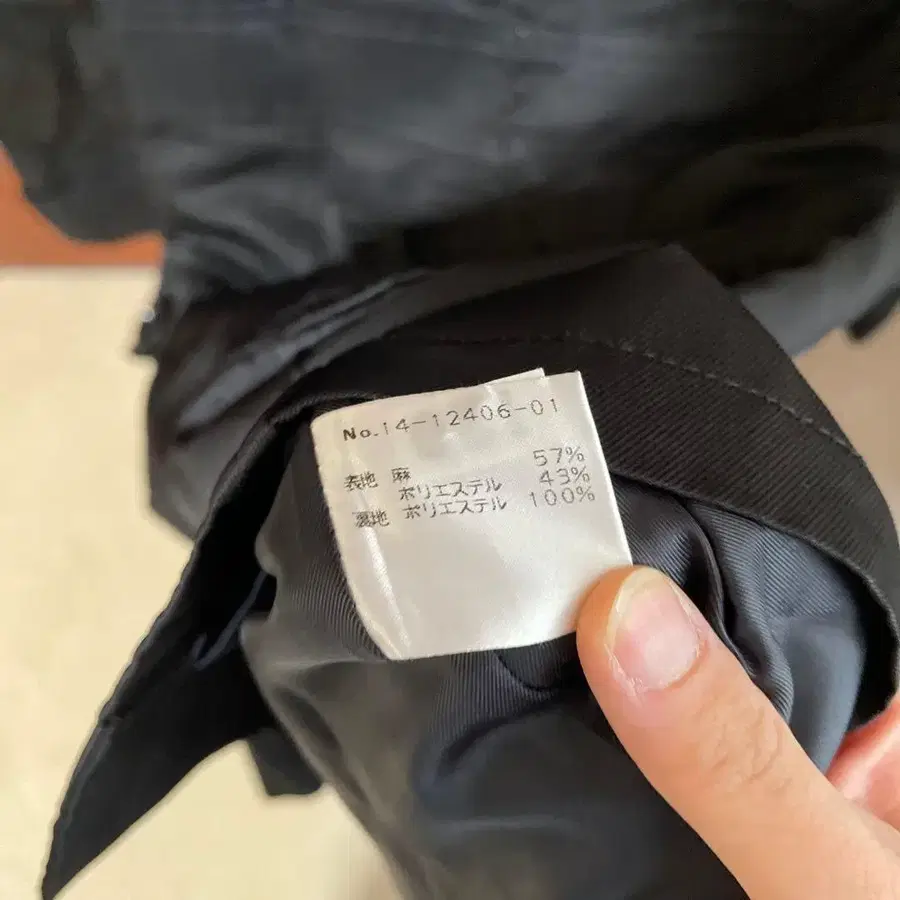 No.14-12406-01
表地 麻 57%
ポリエステル 43%
裏地 ポリエステル 100%